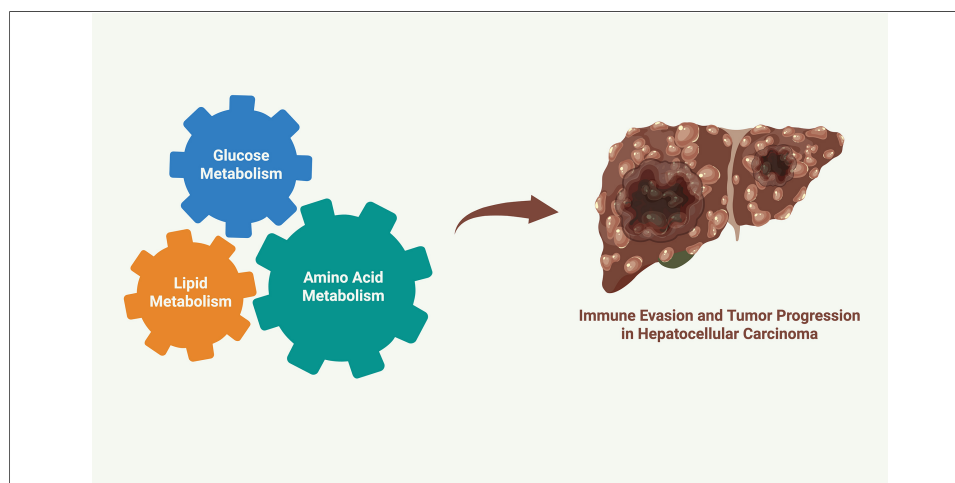 Glucose
Metabolism
Lipid
Metabolism
Amino Acid
Metabolism
Immune Evasion and Tumor Progression
in Hepatocellular Carcinoma